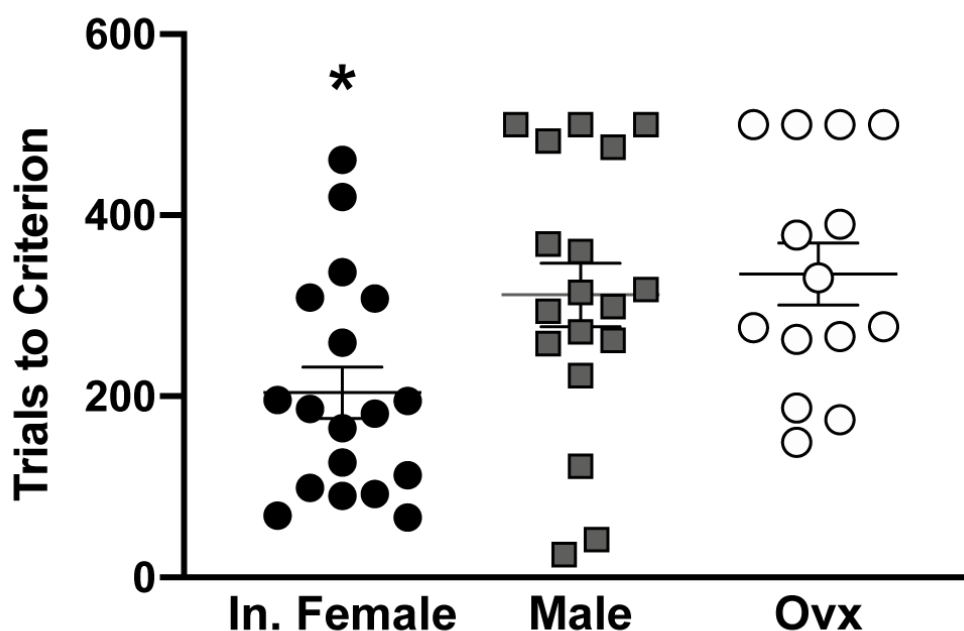 600
*
400
200
0
Trials to Criterion
In. Female
Male
Ovx